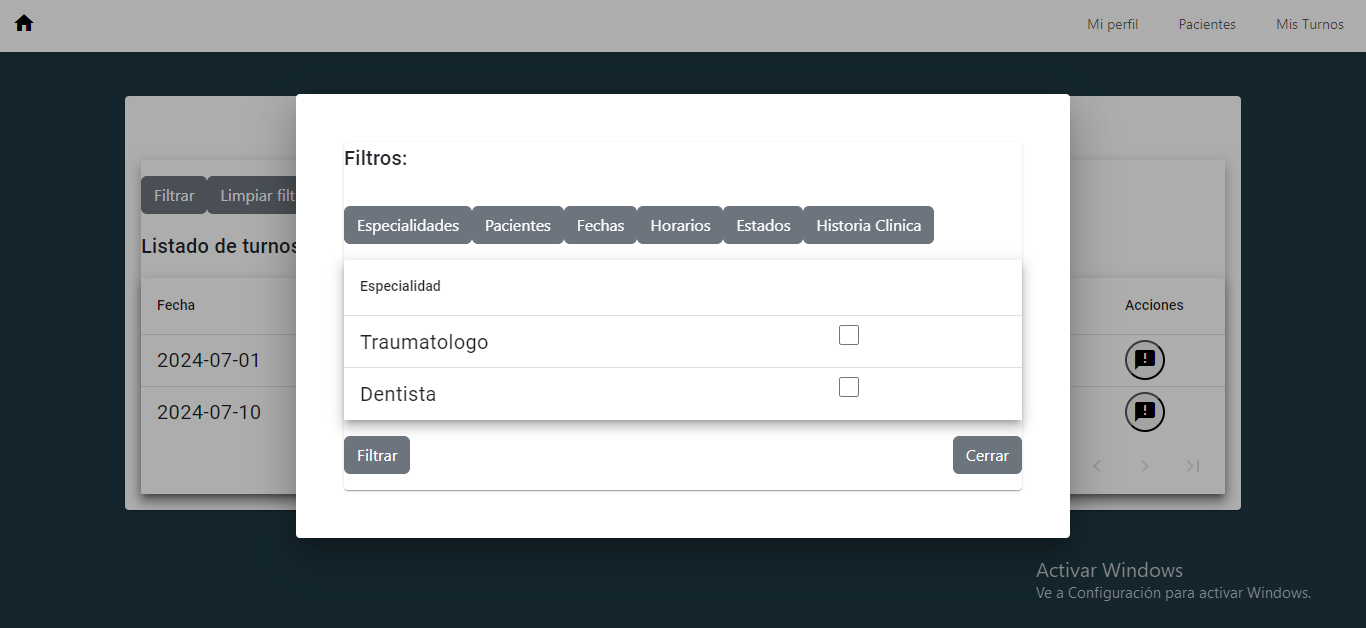 Mi perfil Pacientes Mis Turnos
Filtros:
Filtrar Limpiar filt
Especialidades Pacientes Fechas Horarios Estados Historia Clinica
Listado de turnos
Especialidad
Fecha Acciones
Traumatologo
2024-07-01
Dentista
2024-07-10
Filtrar Cerrar
Activar Windows
Ve a Configuración para activar Windows.